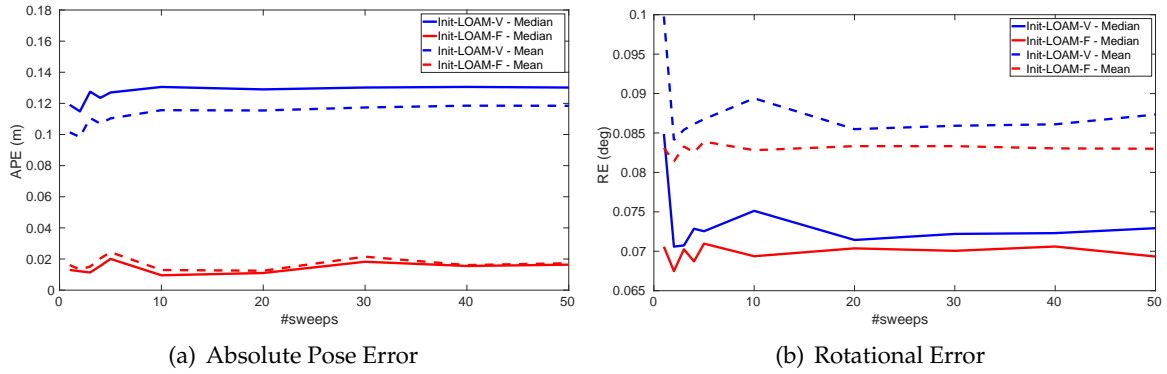 0.18
0.16
0.14
0.12
0.1
0.08
0.06
0.04
0.02
0
APE (m)
Init-LOAM-V - Median
Init-LOAM-F - Median
Init-LOAM-V - Mean
Init-LOAM-F - Mean
0 10 20 30 40 50
#sweeps
(a) Absolute Pose Error
0.1
0.095
0.09
0.085
0.08
0.075
0.07
0.065
RE (deg)
Init-LOAM-V - Median
Init-LOAM-F - Median
Init-LOAM-V - Mean
Init-LOAM-F - Mean
0 10 20 30 40 50
#sweeps
(b) Rotational Error